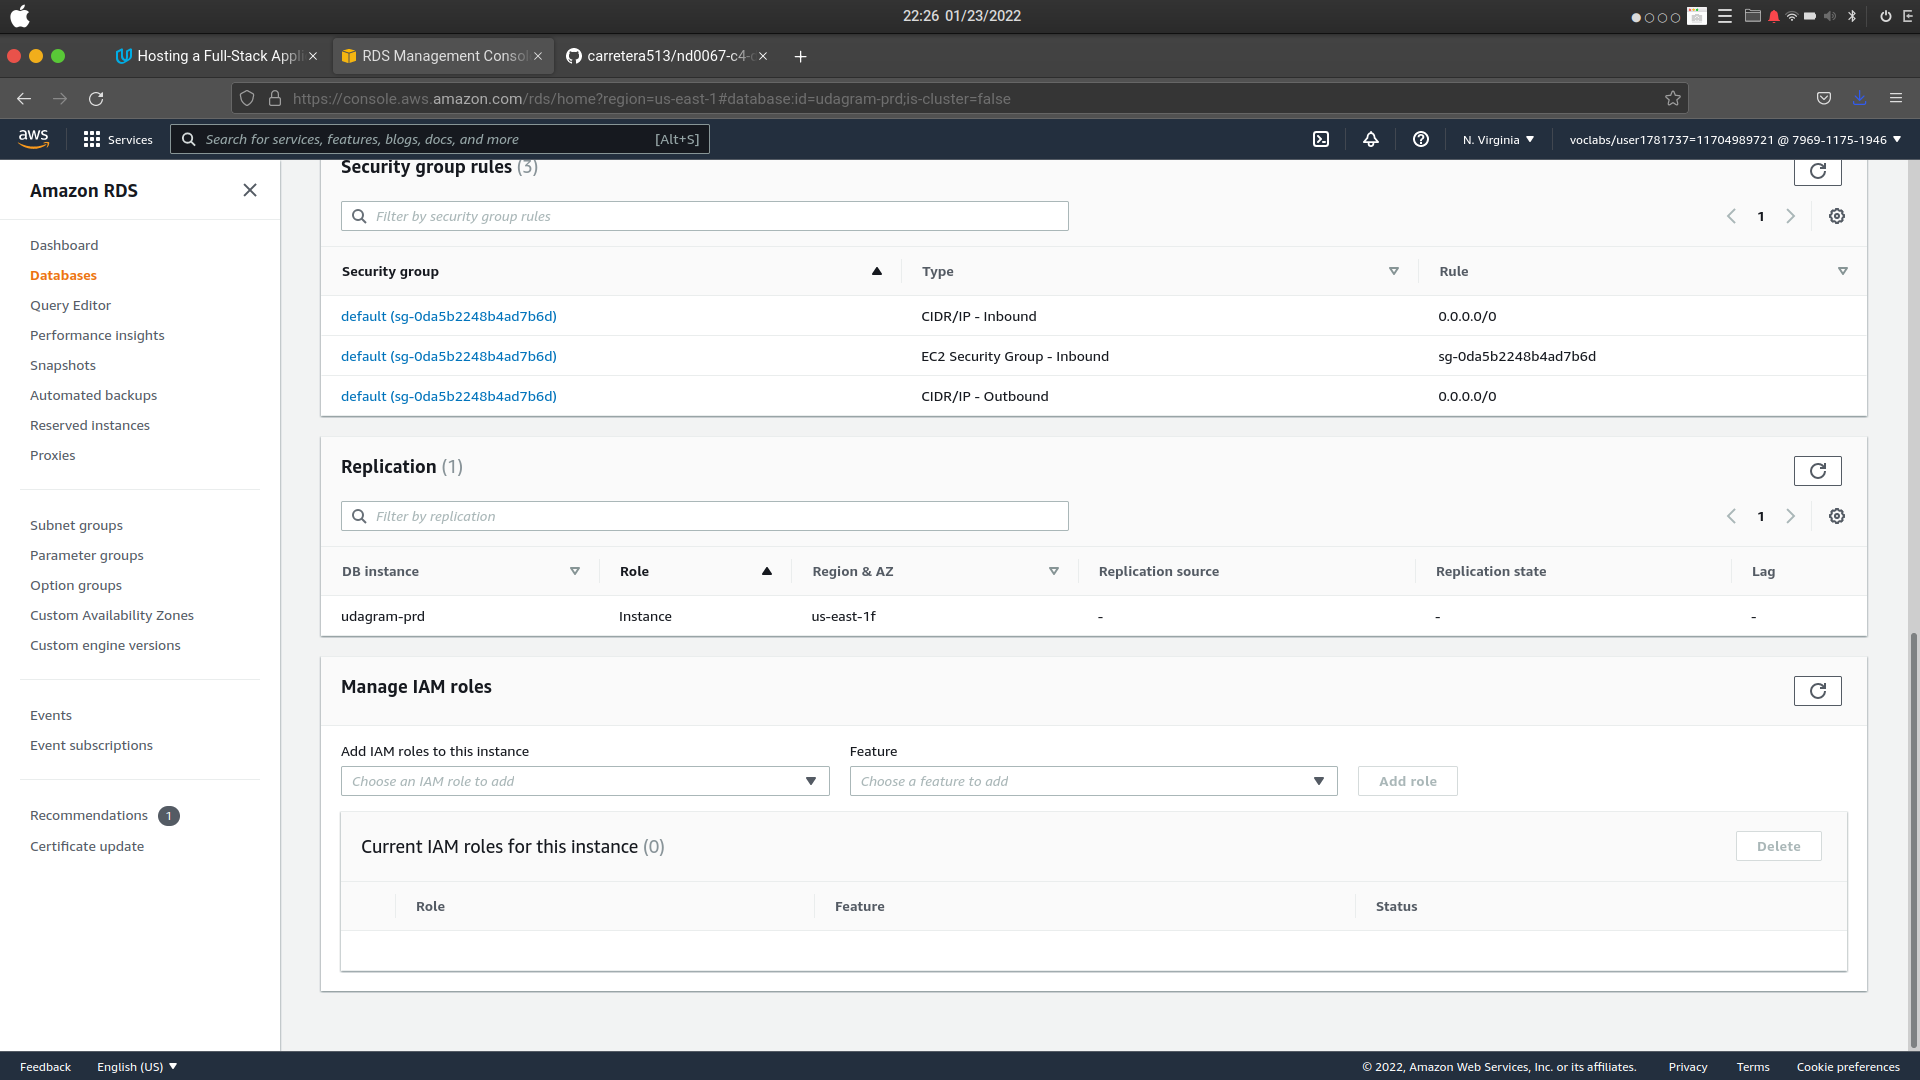 22:26 01/23/2022
Hosting a Full-Stack Appli
RDS Management Consol
carretera513/nd0067-c4-
https://console.aws.amazon.com/rds/home?region=us-east-1#database:id=udagram-prd;is-cluster=false
aws
Services
Search for services, features, blogs, docs, and more [Alt+S]
N. Virginia
voclabs/user1781737=11704989721 @ 7969-1175-1946
Amazon RDS
Dashboard
Databases
Query Editor
Performance insights
Snapshots
Automated backups
Reserved instances
Proxies
Subnet groups
Parameter groups
Option groups
Custom Availability Zones
Custom engine versions
Events
Event subscriptions
Recommendations 1
Certificate update
Security group rules (3)
Filter by security group rules
1
Security group Type Rule
default (sg-0da5b2248b4ad7b6d) CIDR/IP - Inbound 0.0.0.0/0
default (sg-0da5b2248b4ad7b6d) EC2 Security Group - Inbound sg-0da5b2248b4ad7b6d
default (sg-0da5b2248b4ad7b6d) CIDR/IP - Outbound 0.0.0.0/0
Replication (1)
Filter by replication
1
DB instance Role Region & AZ Replication source Replication state Lag
udagram-prd Instance us-east-1f - - -
Manage IAM roles
Add IAM roles to this instance Feature
Choose an IAM role to add Choose a feature to add Add role
Current IAM roles for this instance (0) Delete
Role Feature Status
Feedback English (US) © 2022, Amazon Web Services, Inc. or its affiliates. Privacy Terms Cookie preferences